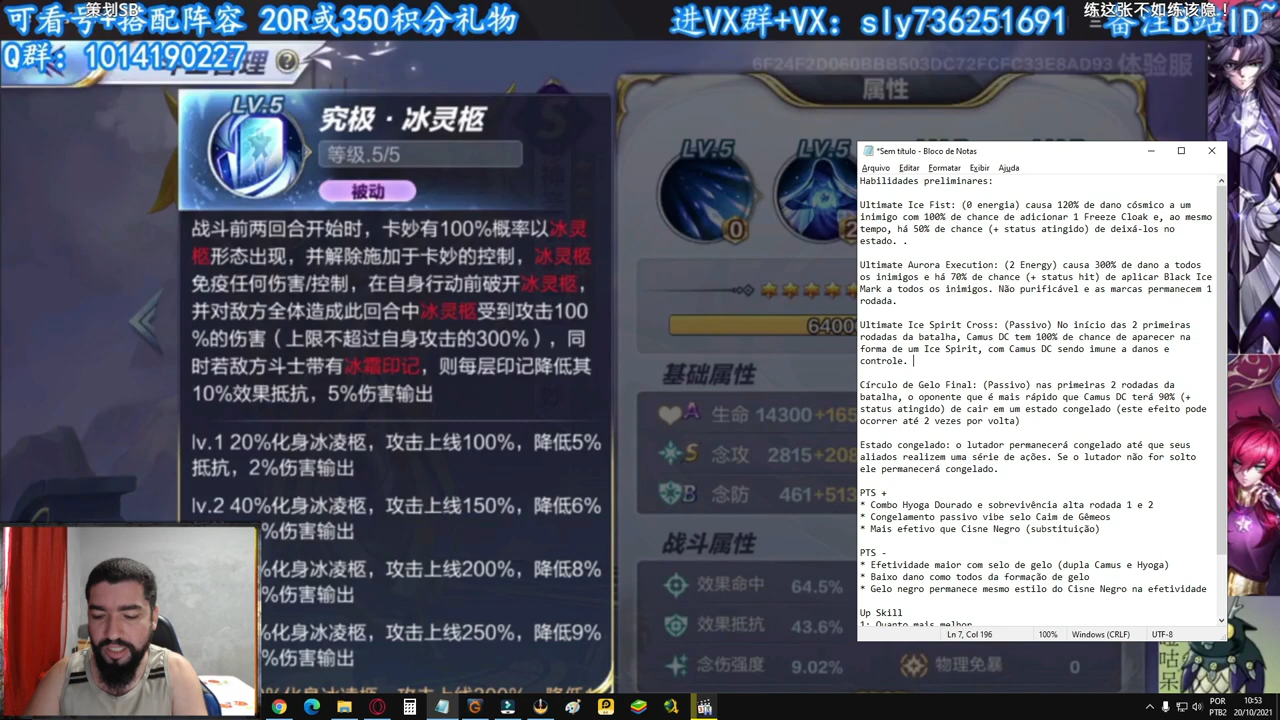 策划SB
可看号+搭配阵容 20R或350积分礼物
进VX群+VX：sly736251691
练这张不如练该隐！
备注B站ID~
Q群：1014190227
管理
?
体验服
LV.5
究极·冰灵柩
等级.5/5
被动
战斗前两回合开始时，卡妙有100%概率以冰灵
柩形态出现，并解除施加于卡妙的控制，冰灵柩
免疫任何伤害/控制，在自身行动前破开冰灵柩，
并对敌方全体造成此回合中冰灵柩受到攻击100
%的伤害（上限不超过自身攻击的300%），同
时若敌方斗士带有冰霜印记，则每层印记降低其
10%效果抵抗，5%伤害输出
lv.1 20%化身冰凌柩，攻击上线100%，降低5%
抵抗，2%伤害输出
lv.2 40%化身冰凌柩，攻击上线150%，降低6%
%伤害输出
%化身冰凌柩，攻击上线200%，降低8%
%伤害输出
%化身冰凌柩，攻击上线250%，降低9%
%伤害输出
属性
LV.5
LV.5
0
2
6400
基础属性
A 生命 14300 +165
S 念攻 2815 +208
B 念防 461 +513
战斗属性
效果命中 64.5%
效果抵抗 43.6%
念伤强度 9.02%
物理免暴 0
*Sem título - Bloco de Notas
Arquivo Editar Formatar Exibir Ajuda
Habilidades preliminares:
Ultimate Ice Fist: (0 energia) causa 120% de dano cósmico a um
inimigo com 100% de chance de adicionar 1 Freeze Cloak e, ao mesmo
tempo, há 50% de chance (+ status atingido) de deixá-los no
estado. .
Ultimate Aurora Execution: (2 Energy) causa 300% de dano a todos
os inimigos e há 70% de chance (+ status hit) de aplicar Black Ice
Mark a todos os inimigos. Não purificável e as marcas permanecem 1
rodada.
Ultimate Ice Spirit Cross: (Passivo) No início das 2 primeiras
rodadas da batalha, Camus DC tem 100% de chance de aparecer na
forma de um Ice Spirit, com Camus DC sendo imune a danos e
controle.
Círculo de Gelo Final: (Passivo) nas primeiras 2 rodadas da
batalha, o oponente que é mais rápido que Camus DC terá 90% (+
status atingido) de cair em um estado congelado (este efeito pode
ocorrer até 2 vezes por volta)
Estado congelado: o lutador permanecerá congelado até que seus
aliados realizem uma série de ações. Se o lutador não for solto
ele permanecerá congelado.
PTS +
* Combo Hyoga Dourado e sobrevivência alta rodada 1 e 2
* Congelamento passivo vibe selo Caim de Gêmeos
* Mais efetivo que Cisne Negro (substituição)
PTS -
* Efetividade maior com selo de gelo (dupla Camus e Hyoga)
* Baixo dano como todos da formação de gelo
* Gelo negro permanece mesmo estilo do Cisne Negro na efetividade
Up Skill
1: Quanto mais melhor
Ln 7, Col 196 100% Windows (CRLF) UTF-8
POR
PTB2
10:53
20/10/2021